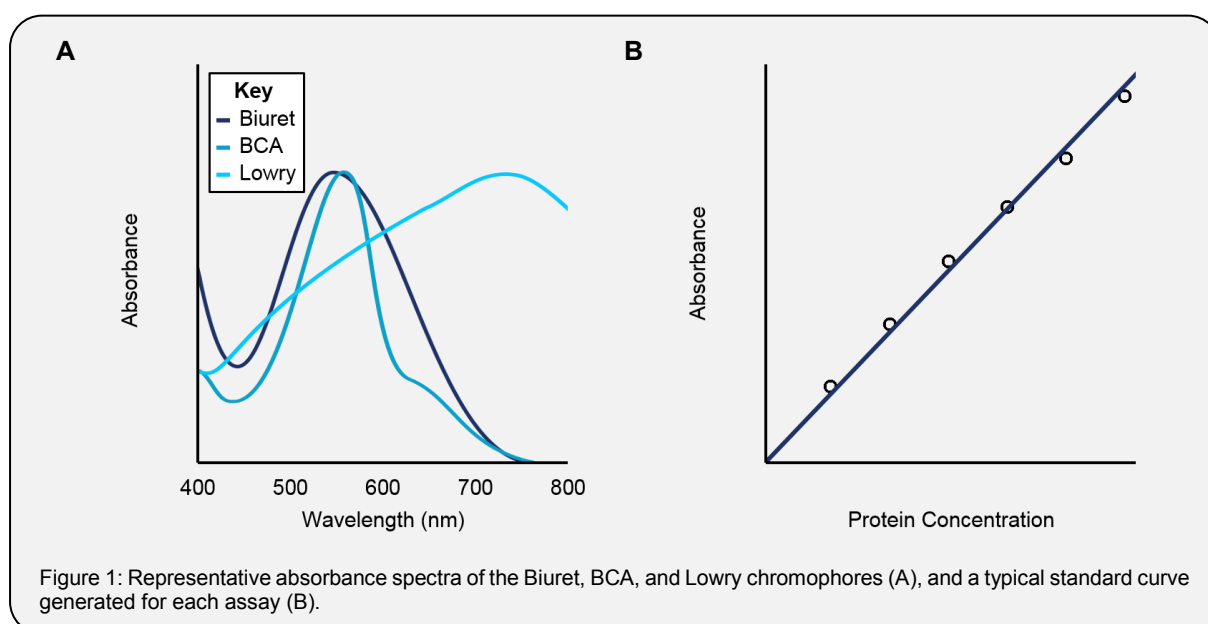 A
B
Key
Biuret
BCA
Lowry
Absorbance
Absorbance
400 500 600 700 800
Wavelength (nm)
Protein Concentration
Figure 1: Representative absorbance spectra of the Biuret, BCA, and Lowry chromophores (A), and a typical standard curve
generated for each assay (B).